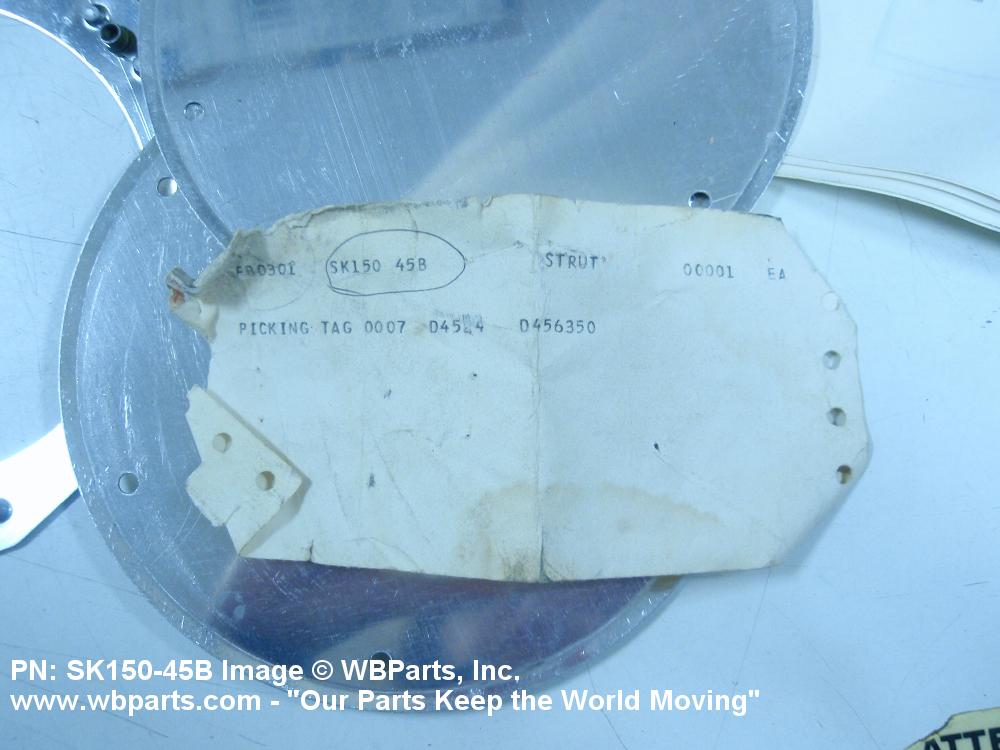 SK150 45B STRUT 00001 EA
PICKING TAG 0007 D456350
PN: SK150-45B Image © WBParts, Inc.
www.wbparts.com - "Our Parts Keep the World Moving"